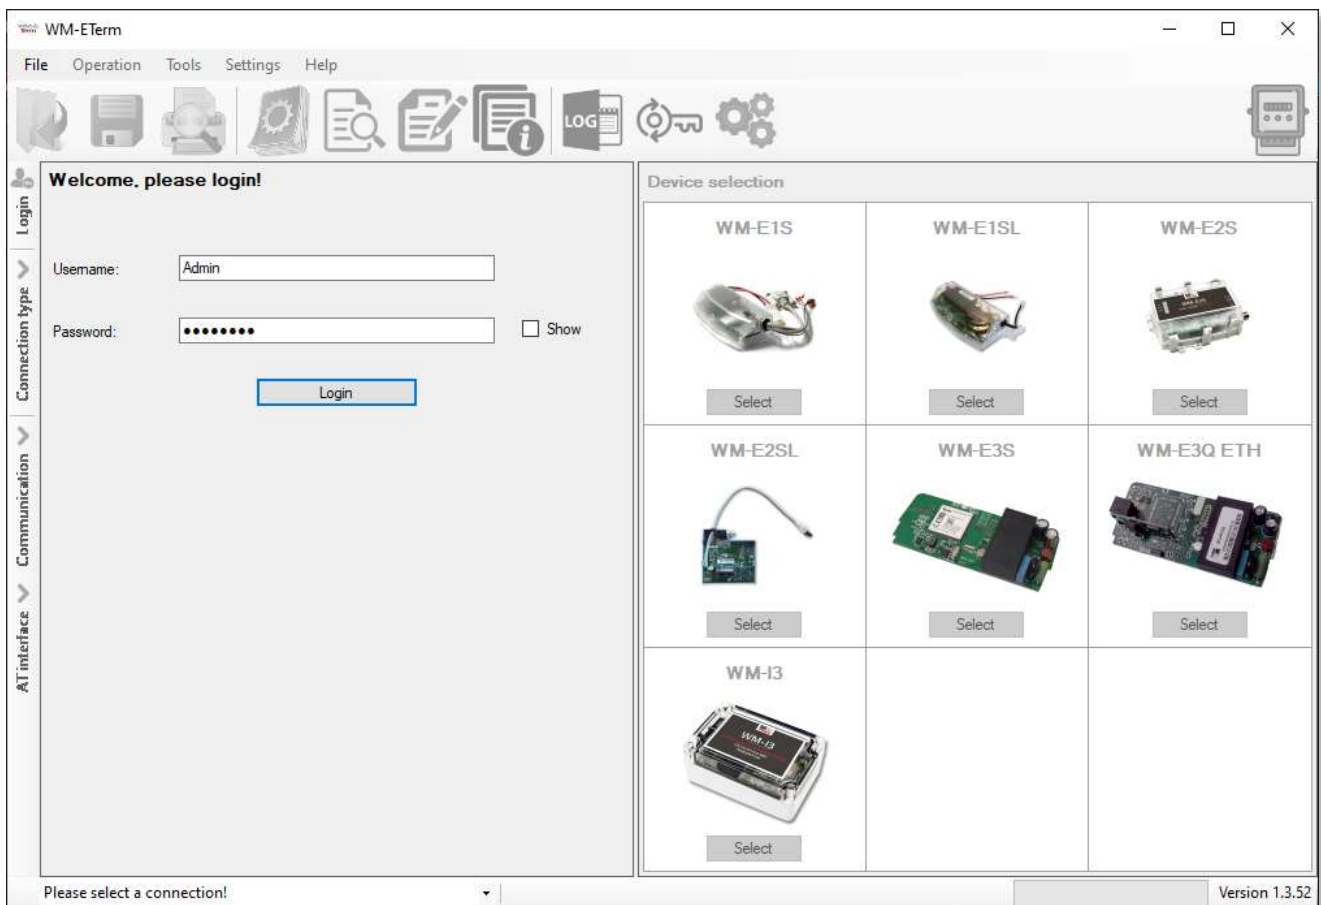 WM-ETerm
File Operation Tools Settings Help
LOG
Login
Connection type
Communication
AT interface
Welcome, please login!
Username: Admin
Password: ●●●●●●●● Show
Login
Device selection
WM-E1S WM-E1SL WM-E2S
Select Select Select
WM-E2SL WM-E3S WM-E3Q ETH
Select Select Select
WM-I3
WM-I3
Select
Please select a connection!
Version 1.3.52